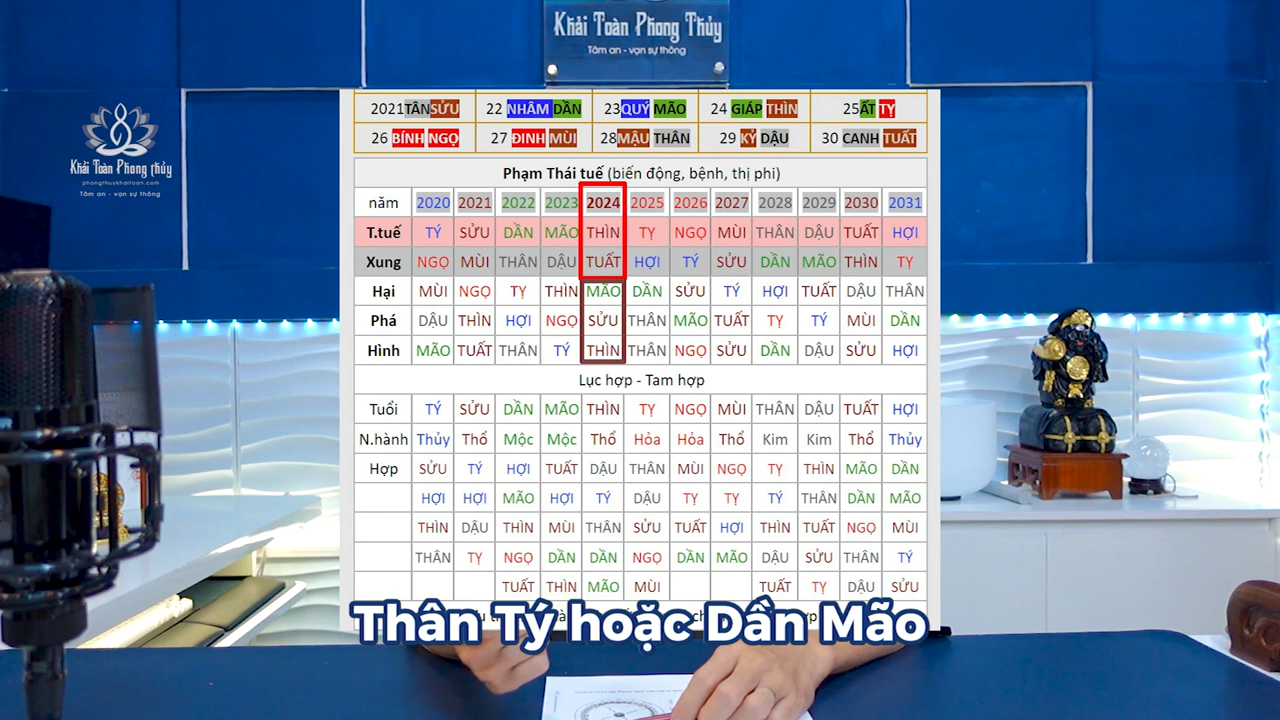 Khải Toàn Phong Thủy
Tâm an - vạn sự thông
Khải Toàn Phong thủy
phongthuykhaitoan.com
Tâm an - vạn sự thông
2021TÂNSỬU 22 NHÂM DẦN 23QUÝ MÃO 24 GIÁP THÌN 25ẤT TỴ
26 BÍNH NGỌ 27 ĐINH MÙI 28MẬU THÂN 29 KỶ DẬU 30 CANH TUẤT
Phạm Thái tuế (biến động, bệnh, thị phi)
năm 2020 2021 2022 2023 2024 2025 2026 2027 2028 2029 2030 2031
T.tuế TÝ SỬU DẦN MÃO THÌN TỴ NGỌ MÙI THÂN DẬU TUẤT HỢI
Xung NGỌ MÙI THÂN DẬU TUẤT HỢI TÝ SỬU DẦN MÃO THÌN TỴ
Hại MÙI NGỌ TỴ THÌN MÃO DẦN SỬU TÝ HỢI TUẤT DẬU THÂN
Phá DẬU THÌN HỢI NGỌ SỬU THÂN MÃO TUẤT TỴ TÝ MÙI DẦN
Hình MÃO TUẤT THÂN TÝ THÌN THÂN NGỌ SỬU DẦN DẬU SỬU HỢI
Lục hợp - Tam hợp
Tuổi TÝ SỬU DẦN MÃO THÌN TỴ NGỌ MÙI THÂN DẬU TUẤT HỢI
N.hành Thủy Thổ Mộc Mộc Thổ Hỏa Hỏa Thổ Kim Kim Thổ Thủy
Hợp SỬU TÝ HỢI TUẤT DẬU THÂN MÙI NGỌ TỴ THÌN MÃO DẦN
HỢI HỢI MÃO HỢI TÝ DẬU TỴ TỴ TÝ THÂN DẦN MÃO
THÌN DẬU THÌN MÙI THÂN SỬU TUẤT HỢI THÌN TUẤT NGỌ MÙI
THÂN TỴ NGỌ DẦN DẦN NGỌ DẦN MÃO DẬU SỬU THÂN TÝ
TUẤT THÌN MÃO MÙI TUẤT TỴ DẬU SỬU
Thân Tý hoặc Dần Mão